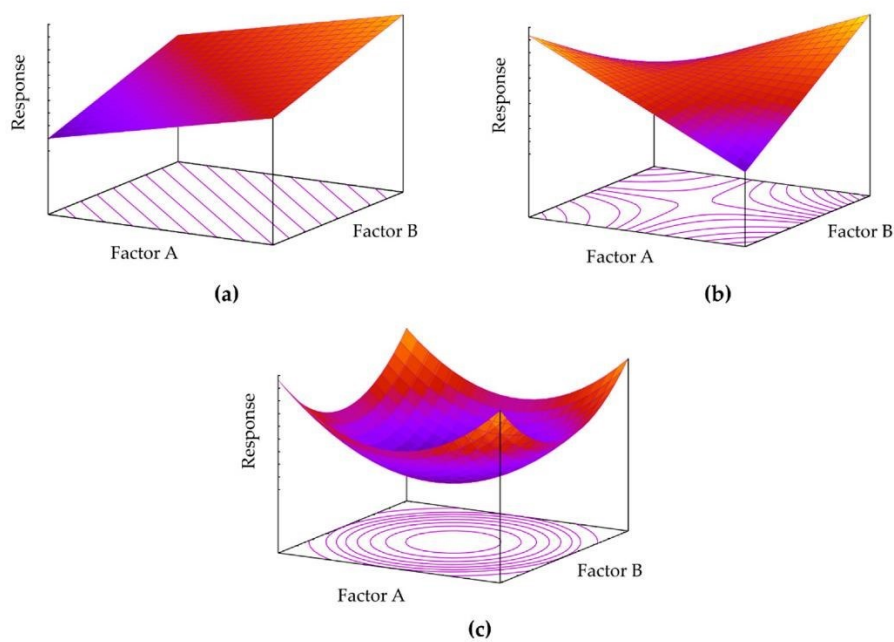 Response
Factor A
Factor B
(a)
Response
Factor A
Factor B
(b)
Response
Factor A
Factor B
(c)